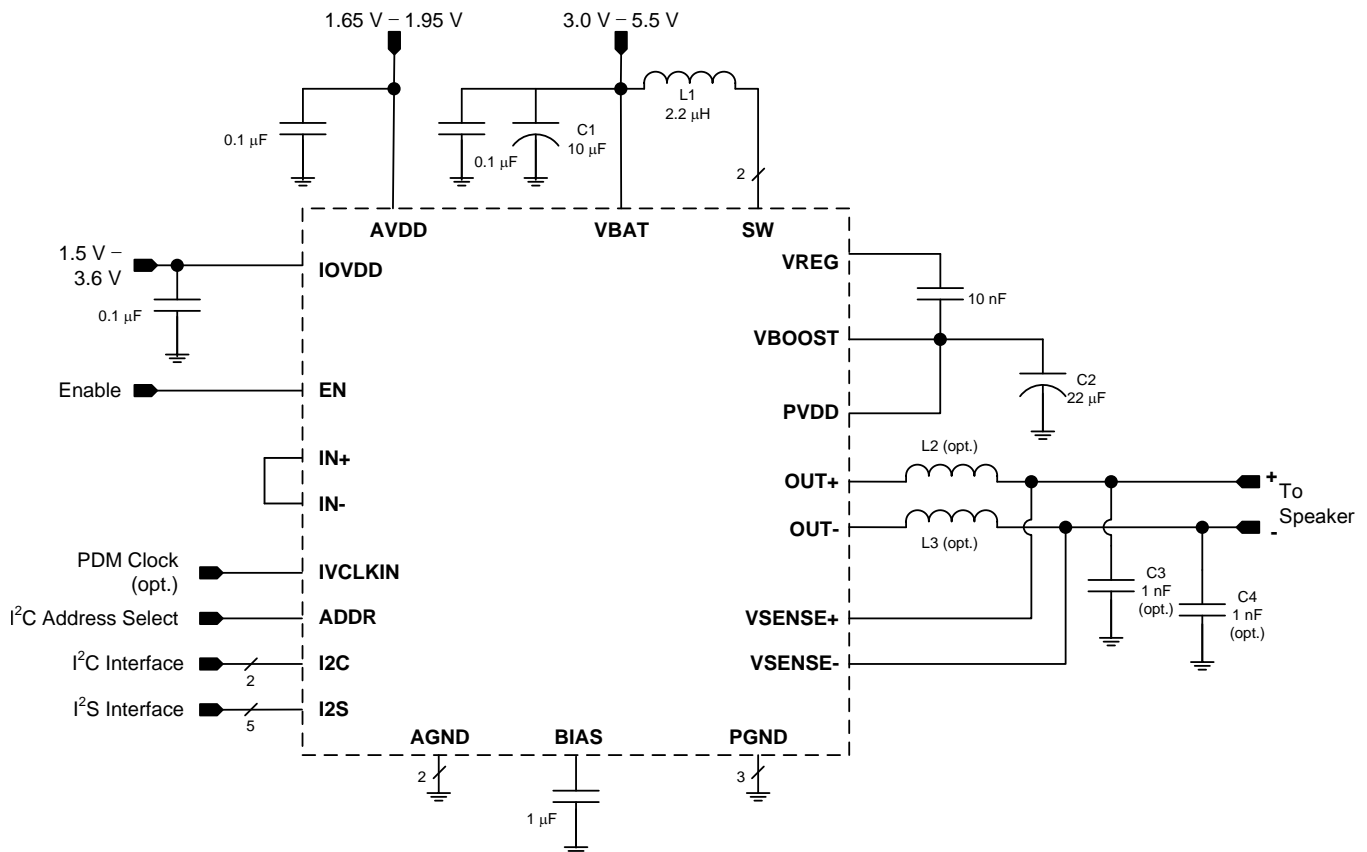 1.65 V – 1.95 V
3.0 V – 5.5 V
L1
2.2 μH
0.1 μF
0.1 μF
C1
10 μF
2
AVDD
VBAT
SW
1.5 V –
3.6 V
IOVDD
VREG
0.1 μF
10 nF
VBOOST
Enable
EN
C2
22 μF
PVDD
L2 (opt.)
IN+
OUT+
+
To
Speaker
-
IN-
OUT-
L3 (opt.)
PDM Clock
(opt.)
IVCLKIN
C3
1 nF
(opt.)
C4
1 nF
(opt.)
I²C Address Select
ADDR
VSENSE+
I²C Interface
2
I2C
VSENSE-
I²S Interface
5
I2S
AGND
BIAS
PGND
2
3
1 μF